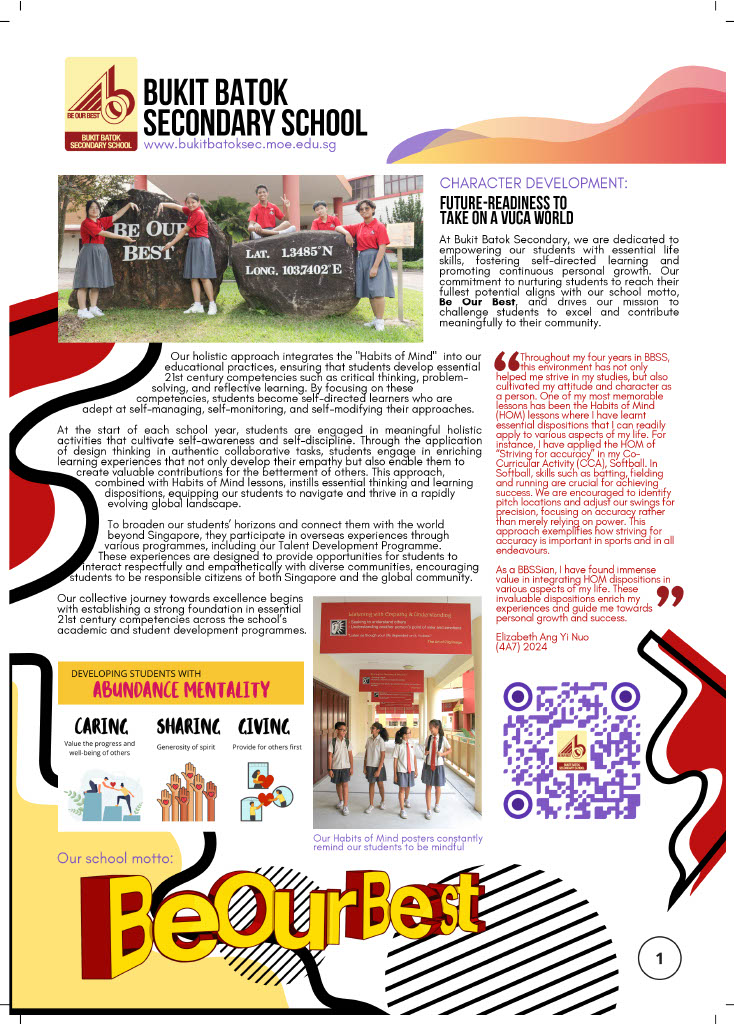 BE OUR BEST
BUKIT BATOK
SECONDARY SCHOOL
BUKIT BATOK
SECONDARY SCHOOL
www.bukitbatoksec.moe.edu.sg
BE OUR
BEST
LAT. 1.3485°N
LONG. 103.7402°E
CHARACTER DEVELOPMENT:
FUTURE-READINESS TO
TAKE ON A VUCA WORLD
At Bukit Batok Secondary, we are dedicated to
empowering our students with essential life
skills, fostering self-directed learning and
promoting continuous personal growth. Our
commitment to nurturing students to reach their
fullest potential aligns with our school motto,
Be Our Best, and drives our mission to
challenge students to excel and contribute
meaningfully to their community.
Our holistic approach integrates the "Habits of Mind" into our
educational practices, ensuring that students develop essential
21st century competencies such as critical thinking, problem-
solving, and reflective learning. By focusing on these
competencies, students become self-directed learners who are
adept at self-managing, self-monitoring, and self-modifying their approaches.
At the start of each school year, students are engaged in meaningful holistic
activities that cultivate self-awareness and self-discipline. Through the application
of design thinking in authentic collaborative tasks, students engage in enriching
learning experiences that not only develop their empathy but also enable them to
create valuable contributions for the betterment of others. This approach,
combined with Habits of Mind lessons, instills essential thinking and learning
dispositions, equipping our students to navigate and thrive in a rapidly
evolving global landscape.
To broaden our students' horizons and connect them with the world
beyond Singapore, they participate in overseas experiences through
various programmes, including our Talent Development Programme.
These experiences are designed to provide opportunities for students to
interact respectfully and empathetically with diverse communities, encouraging
students to be responsible citizens of both Singapore and the global community.
Our collective journey towards excellence begins
with establishing a strong foundation in essential
21st century competencies across the school's
academic and student development programmes.
Throughout my four years in BBSS,
this environment has not only
helped me strive in my studies, but also
cultivated my attitude and character as
a person. One of my most memorable
lessons has been the Habits of Mind
(HOM) lessons where I have learnt
essential dispositions that I can readily
apply to various aspects of my life. For
instance, I have applied the HOM of
"Striving for accuracy" in my Co-
Curricular Activity (CCA), Softball. In
Softball, skills such as batting, fielding
and running are crucial for achieving
success. We are encouraged to identify
pitch locations and adjust our swings for
precision, focusing on accuracy rather
than merely relying on power. This
approach exemplifies how striving for
accuracy is important in sports and in all
endeavours.
As a BBSSian, I have found immense
value in integrating HOM dispositions in
various aspects of my life. These
invaluable dispositions enrich my
experiences and guide me towards
personal growth and success.
Elizabeth Ang Yi Nuo
(4A7) 2024
DEVELOPING STUDENTS WITH
ABUNDANCE MENTALITY
CARING
Value the progress and
well-being of others
SHARING
Generosity of spirit
GIVING
Provide for others first
Listening with Empathy & Understanding
Our Habits of Mind posters constantly
remind our students to be mindful
Our school motto:
Be Our Best
1